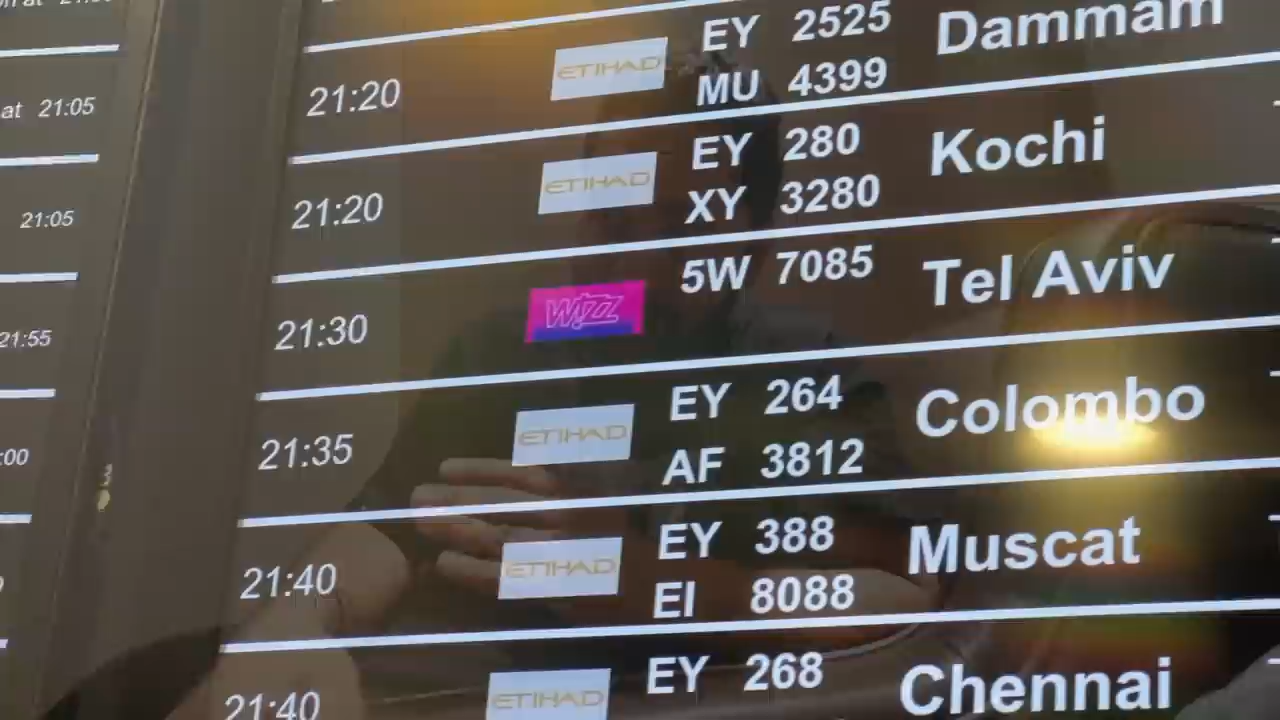 at 21:05
21:05
21:55
:00
21:20 ETIHAD EY 2525 Dammam
MU 4399
21:20 ETIHAD EY 280 Kochi
XY 3280
21:30 WIZZ 5W 7085 Tel Aviv
21:35 ETIHAD EY 264 Colombo
AF 3812
21:40 ETIHAD EY 388 Muscat
EI 8088
21:40 ETIHAD EY 268 Chennai